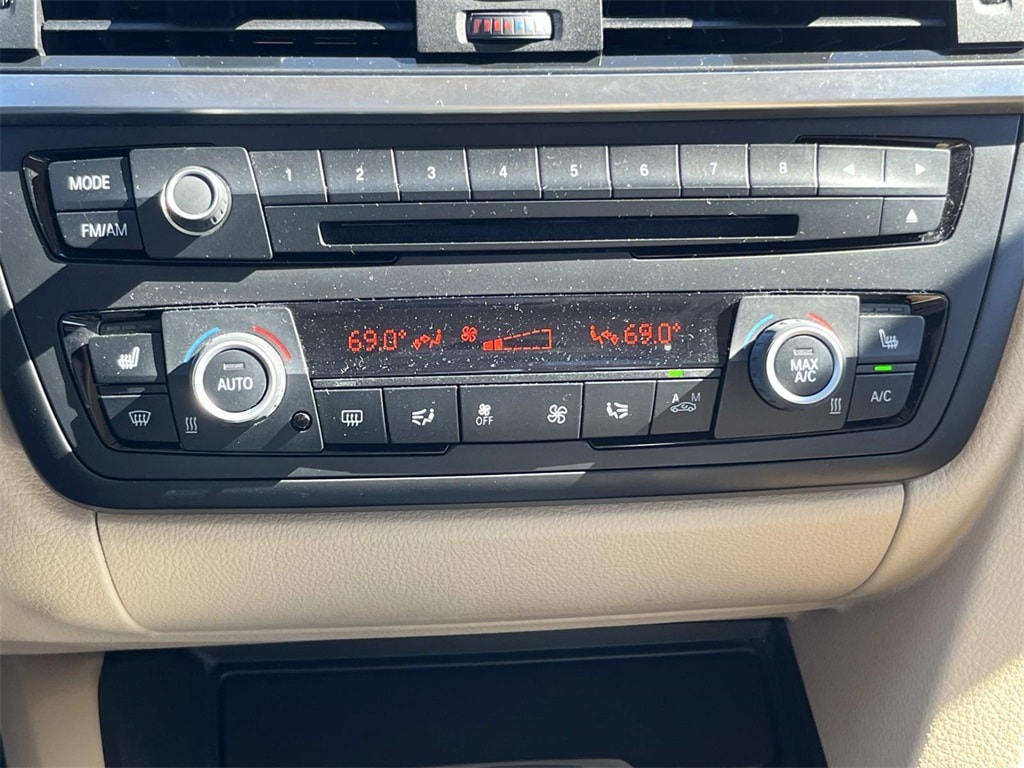 MODE 1 2 3 4 5 6 7 8
FM/AM
69.0° 69.0°
AUTO MAX A/C
OFF A M A/C